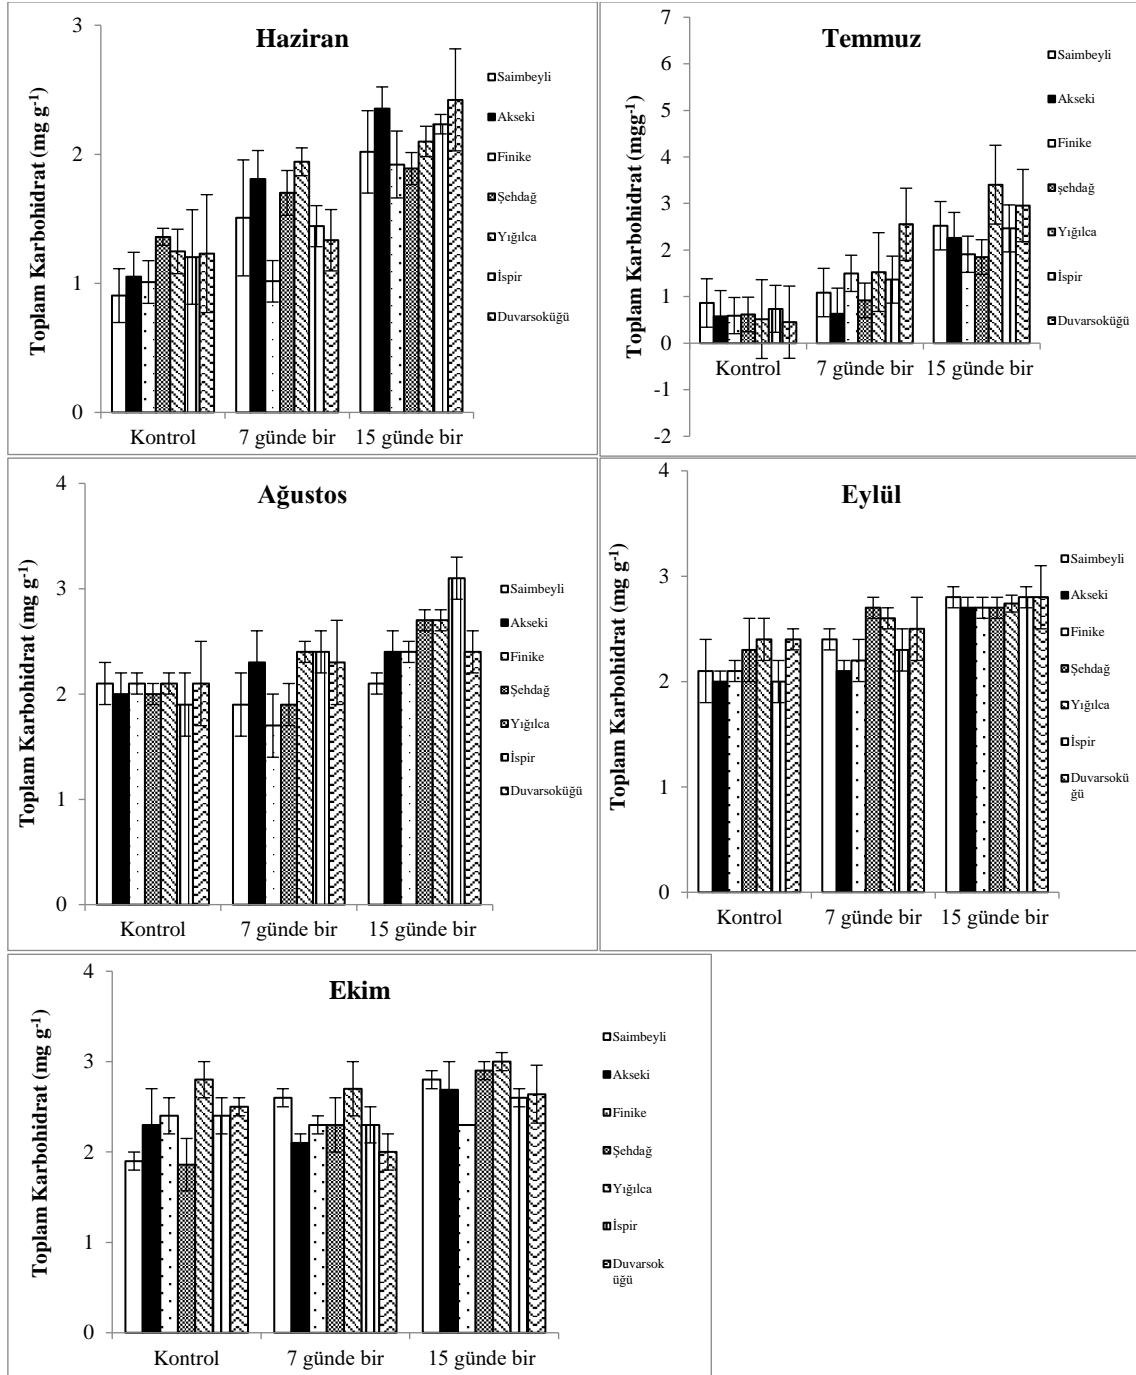 Haziran
Toplam Karbohidrat (mg g-1)
3
2
1
0
Kontrol
7 günde bir
15 günde bir
Saimbeyli
Akseki
Finike
Şehdağ
Yığılca
İspir
Duvarsoküğü
Temmuz
Toplam Karbohidrat (mgg-1)
7
6
5
4
3
2
1
0
-1
-2
Kontrol
7 günde bir
15 günde bir
Saimbeyli
Akseki
Finike
şehdağ
Yığılca
İspir
Duvarsoküğü
Ağustos
Toplam Karbohidrat (mg g-1)
4
3
2
1
0
Kontrol
7 günde bir
15 günde bir
Saimbeyli
Akseki
Finike
Şehdağ
Yığılca
İspir
Duvarsoküğü
Eylül
Toplam Karbohidrat (mg g-1)
4
3
2
1
0
Kontrol
7 günde bir
15 günde bir
Saimbeyli
Akseki
Finike
Şehdağ
Yığılca
İspir
Duvarsokü
ğü
Ekim
Toplam Karbohidrat (mg g-1)
4
3
2
1
0
Kontrol
7 günde bir
15 günde bir
Saimbeyli
Akseki
Finike
Şehdağ
Yığılca
İspir
Duvarsok
üğü